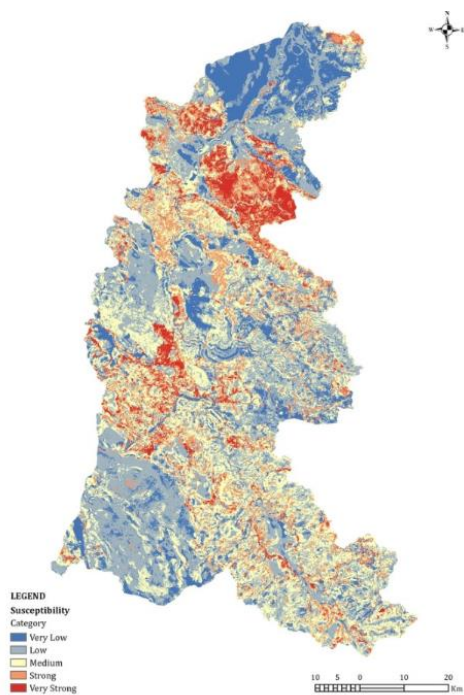 N
W E
S
LEGEND
Susceptibility
Category
Very Low
Low
Medium
Strong
Very Strong
10 5 0 10 20
Km